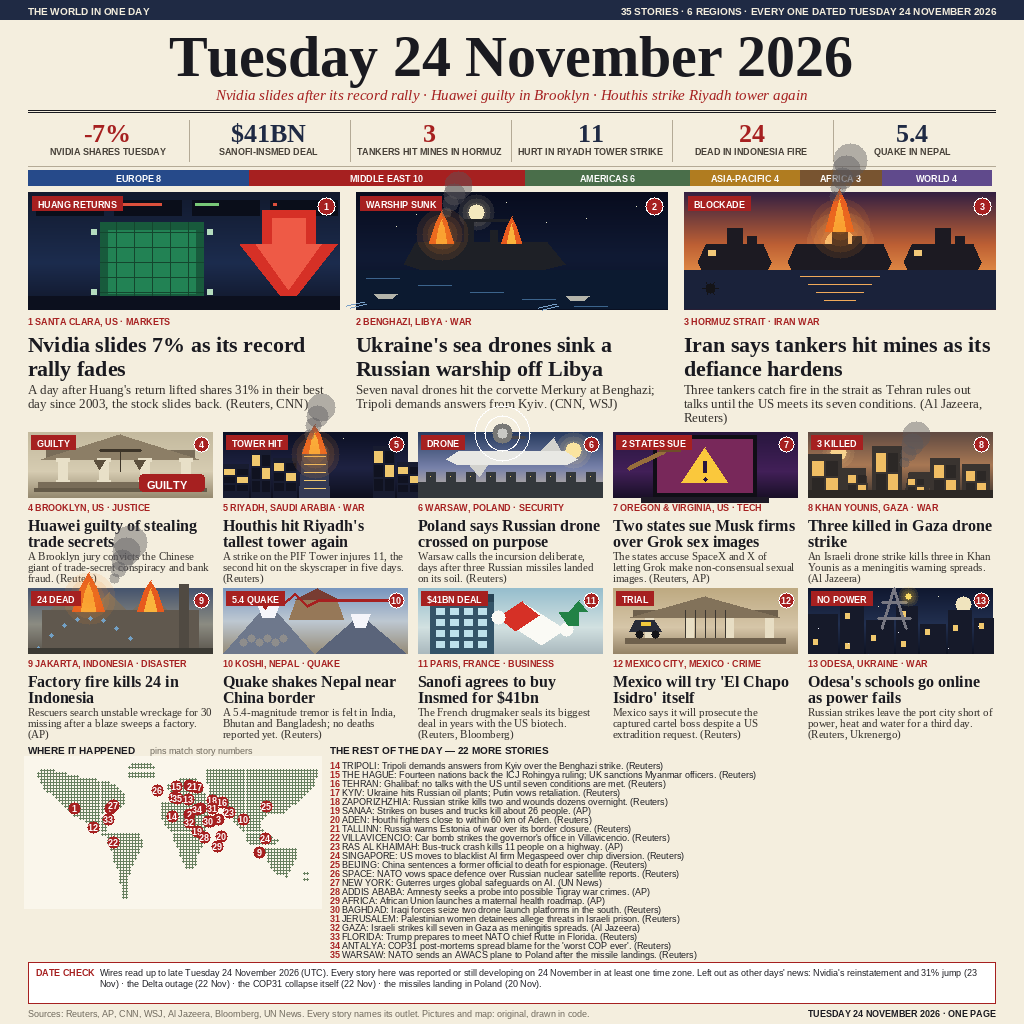 THE WORLD IN ONE DAY
35 STORIES · 6 REGIONS · EVERY ONE DATED TUESDAY 24 NOVEMBER 2026
Tuesday 24 November 2026
Nvidia slides after its record rally · Huawei guilty in Brooklyn · Houthis strike Riyadh tower again
-7%
NVIDIA SHARES TUESDAY
$41BN
SANOFI-INSMED DEAL
3
TANKERS HIT MINES IN HORMUZ
11
HURT IN RIYADH TOWER STRIKE
24
DEAD IN INDONESIA FIRE
5.4
QUAKE IN NEPAL
EUROPE 8
MIDDLE EAST 10
AMERICAS 6
ASIA-PACIFIC 4
AFRICA 3
WORLD 4
HUANG RETURNS
1
WARSHIP SUNK
2
BLOCKADE
3
1 SANTA CLARA, US · MARKETS
Nvidia slides 7% as its record
rally fades
A day after Huang's return lifted shares 31% in their best
day since 2003, the stock slides back. (Reuters, CNN)
2 BENGHAZI, LIBYA · WAR
Ukraine's sea drones sink a
Russian warship off Libya
Seven naval drones hit the corvette Merkury at Benghazi;
Tripoli demands answers from Kyiv. (CNN, WSJ)
3 HORMUZ STRAIT · IRAN WAR
Iran says tankers hit mines as its
defiance hardens
Three tankers catch fire in the strait as Tehran rules out
talks until the US meets its seven conditions. (Al Jazeera,
Reuters)
GUILTY
4
GUILTY
TOWER HIT
5
DRONE
6
2 STATES SUE
7
3 KILLED
8
4 BROOKLYN, US · JUSTICE
Huawei guilty of stealing
trade secrets
A Brooklyn jury convicts the Chinese
giant of trade-secret conspiracy and bank
fraud. (Reuters)
5 RIYADH, SAUDI ARABIA · WAR
Houthis hit Riyadh's
tallest tower again
A strike on the PIF Tower injures 11, the
second hit on the skyscraper in five days.
(Reuters)
6 WARSAW, POLAND · SECURITY
Poland says Russian drone
crossed on purpose
Warsaw calls the incursion deliberate,
days after three Russian missiles landed
on its soil. (Reuters)
7 OREGON & VIRGINIA, US · TECH
Two states sue Musk firms
over Grok sex images
The states accuse SpaceX and X of
letting Grok make non-consensual sexual
images. (Reuters, AP)
8 KHAN YOUNIS, GAZA · WAR
Three killed in Gaza drone
strike
An Israeli drone strike kills three in Khan
Younis as a meningitis warning spreads.
(Al Jazeera)
24 DEAD
9
5.4 QUAKE
10
$41BN DEAL
11
TRIAL
12
NO POWER
13
9 JAKARTA, INDONESIA · DISASTER
Factory fire kills 24 in
Indonesia
Rescuers search unstable wreckage for 30
missing after a blaze sweeps a factory.
(AP)
10 KOSHI, NEPAL · QUAKE
Quake shakes Nepal near
China border
A 5.4-magnitude tremor is felt in India,
Bhutan and Bangladesh; no deaths
reported yet. (Reuters)
11 PARIS, FRANCE · BUSINESS
Sanofi agrees to buy
Insmed for $41bn
The French drugmaker seals its biggest
deal in years with the US biotech.
(Reuters, Bloomberg)
12 MEXICO CITY, MEXICO · CRIME
Mexico will try 'El Chapo
Isidro' itself
Mexico says it will prosecute the
captured cartel boss despite a US
extradition request. (Reuters)
13 ODESA, UKRAINE · WAR
Odesa's schools go online
as power fails
Russian strikes leave the port city short of
power, heat and water for a third day.
(Reuters, Ukrenergo)
WHERE IT HAPPENED pins match story numbers
THE REST OF THE DAY — 22 MORE STORIES
14 TRIPOLI: Tripoli demands answers from Kyiv over the Benghazi strike. (Reuters)
15 THE HAGUE: Fourteen nations back the ICJ Rohingya ruling; UK sanctions Myanmar officers. (Reuters)
16 TEHRAN: Ghalibaf: no talks with the US until seven conditions are met. (Reuters)
17 KYIV: Ukraine hits Russian oil plants; Putin vows retaliation. (Reuters)
18 ZAPORIZHZHIA: Russian strike kills two and wounds dozens overnight. (Reuters)
19 SANAA: Strikes on buses and trucks kill about 26 people. (AP)
20 ADEN: Houthi fighters close to within 60 km of Aden. (Reuters)
21 TALLINN: Russia warns Estonia of war over its border closure. (Reuters)
22 VILLAVICENCIO: Car bomb strikes the governor's office in Villavicencio. (Reuters)
23 RAS AL KHAIMAH: Bus-truck crash kills 11 people on a highway. (AP)
24 SINGAPORE: US moves to blacklist AI firm Megaspeed over chip diversion. (Reuters)
25 BEIJING: China sentences a former official to death for espionage. (Reuters)
26 SPACE: NATO vows space defence over Russian nuclear satellite reports. (Reuters)
27 NEW YORK: Guterres urges global safeguards on AI. (UN News)
28 ADDIS ABABA: Amnesty seeks a probe into possible Tigray war crimes. (AP)
29 AFRICA: African Union launches a maternal health roadmap. (AP)
30 BAGHDAD: Iraqi forces seize two drone launch platforms in the south. (Reuters)
31 JERUSALEM: Palestinian women detainees allege threats in Israeli prison. (Reuters)
32 GAZA: Israeli strikes kill seven in Gaza as meningitis spreads. (Al Jazeera)
33 FLORIDA: Trump prepares to meet NATO chief Rutte in Florida. (Reuters)
34 ANTALYA: COP31 post-mortems spread blame for the 'worst COP ever'. (Reuters)
35 WARSAW: NATO sends an AWACS plane to Poland after the missile landings. (Reuters)
DATE CHECK Wires read up to late Tuesday 24 November 2026 (UTC). Every story here was reported or still developing on 24 November in at least one time zone. Left out as other days' news: Nvidia's reinstatement and 31% jump (23
Nov) · the Delta outage (22 Nov) · the COP31 collapse itself (22 Nov) · the missiles landing in Poland (20 Nov).
Sources: Reuters, AP, CNN, WSJ, Al Jazeera, Bloomberg, UN News. Every story names its outlet. Pictures and map: original, drawn in code.
TUESDAY 24 NOVEMBER 2026 · ONE PAGE